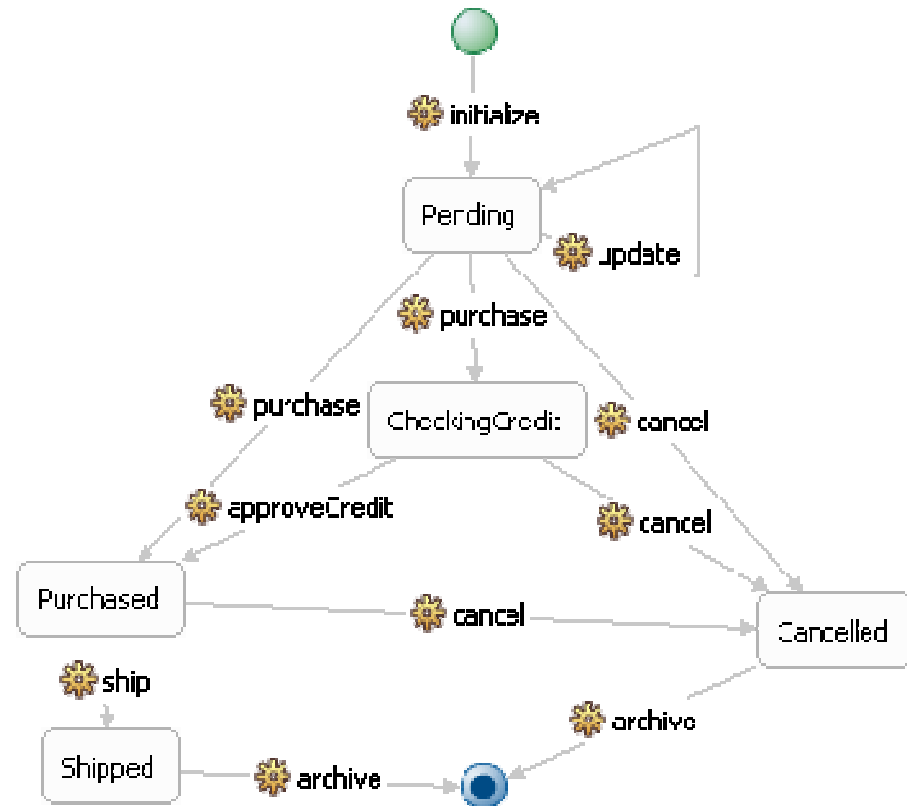 initialize
Pending
update
purchase
purchase
CheckingCredit
cancel
approveCredit
cancel
Purchased
cancel
Cancelled
ship
archive
Shipped
archive